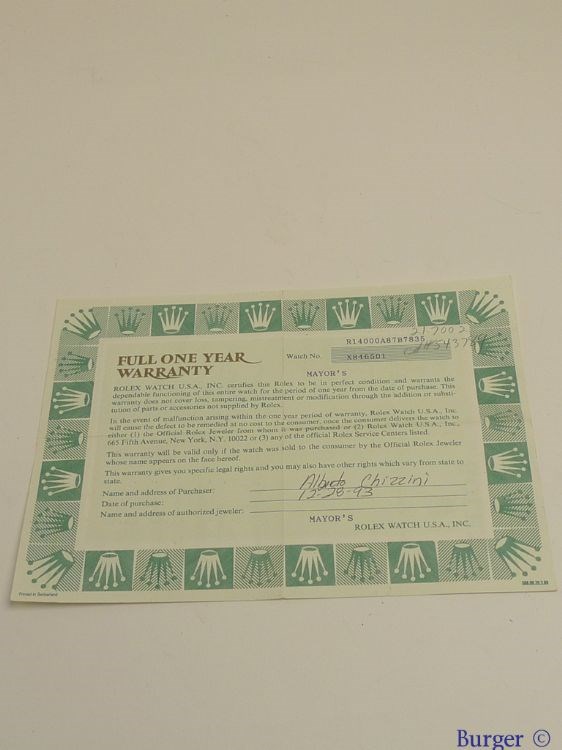 R14000A87B7835
217002
FULL ONE YEAR
WARRANTY
Watch No.
X846501
MAYOR'S
ROLEX WATCH U.S.A., INC. certifies this Rolex to be in perfect condition and warrants the
dependable functioning of this entire watch for the period of one year from the date of purchase. This
warranty does not cover loss, tampering, mistreatment or modification through the addition or substi-
tution of parts or accessories not supplied by Rolex.
In the event of malfunction arising within the one year period of warranty, Rolex Watch U.S.A., Inc.
will cause the defect to be remedied at no cost to the consumer, once the consumer delivers the watch to
either (1) the Official Rolex Jeweler from whom it was purchased or (2) Rolex Watch U.S.A., Inc.,
665 Fifth Avenue, New York, N.Y. 10022 or (3) any of the official Rolex Service Centers listed.
This warranty will be valid only if the watch was sold to the consumer by the Official Rolex Jeweler
whose name appears on the face hereof.
This warranty gives you specific legal rights and you may also have other rights which vary from state to
state.
Name and address of Purchaser: Alberto Chizzini
Date of purchase: 12-28-93
Name and address of authorized jeweler:
MAYOR'S
ROLEX WATCH U.S.A., INC.
Printed in Switzerland
Burger ©